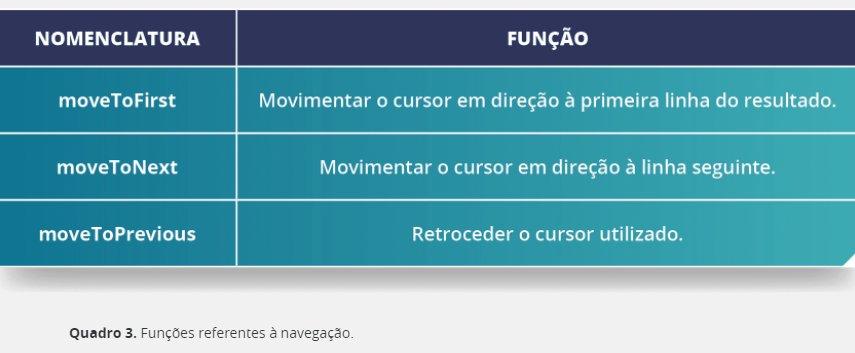 NOMENCLATURA FUNÇÃO
moveToFirst Movimentar o cursor em direção à primeira linha do resultado.
moveToNext Movimentar o cursor em direção à linha seguinte.
moveToPrevious Retroceder o cursor utilizado.
Quadro 3. Funções referentes à navegação.